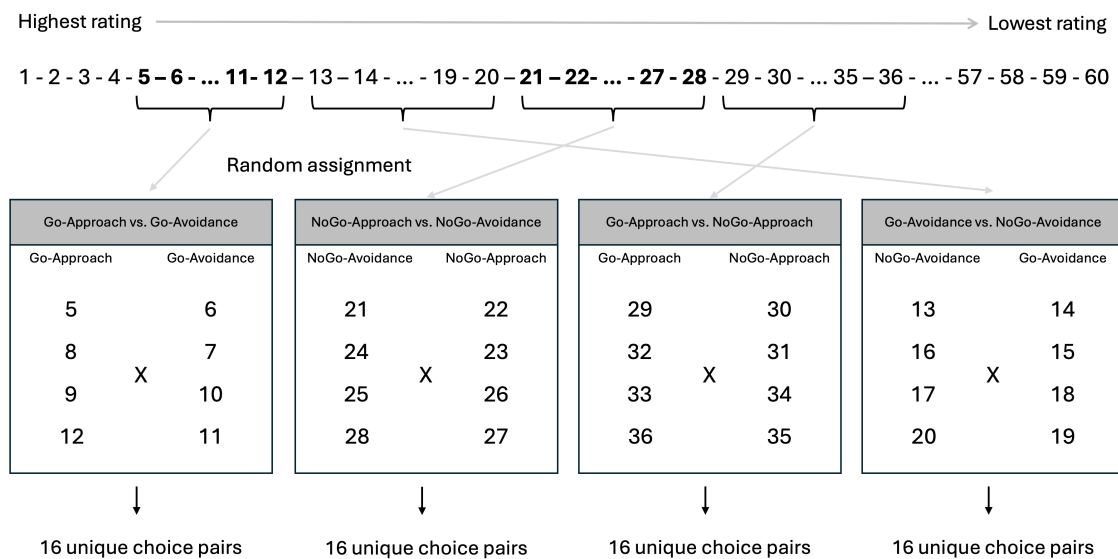 Highest rating
Lowest rating
1 - 2 - 3 - 4 - 5 – 6 - ... 11- 12 – 13 – 14 - ... - 19 - 20 – 21 – 22- ... - 27 - 28 - 29 - 30 - ... 35 – 36 - ... - 57 - 58 - 59 - 60
Random assignment
Go-Approach vs. Go-Avoidance
Go-Approach Go-Avoidance
5 6
8 7
X
9 10
12 11
16 unique choice pairs
NoGo-Approach vs. NoGo-Avoidance
NoGo-Avoidance NoGo-Approach
21 22
24 23
X
25 26
28 27
16 unique choice pairs
Go-Approach vs. NoGo-Approach
Go-Approach NoGo-Approach
29 30
32 31
X
33 34
36 35
16 unique choice pairs
Go-Avoidance vs. NoGo-Avoidance
NoGo-Avoidance Go-Avoidance
13 14
16 15
X
17 18
20 19
16 unique choice pairs